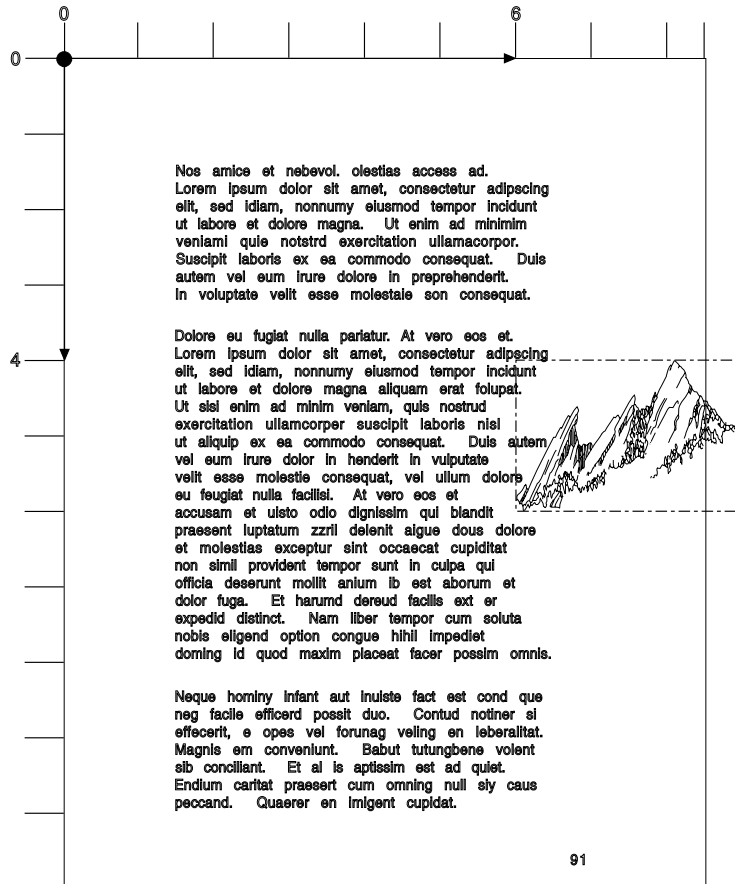 0 6
0
Nos amice et nebevol. olestias access ad.
Lorem ipsum dolor sit amet, consectetur adipscing
elit, sed idiam, nonnumy eiusmod tempor incidunt
ut labore et dolore magna. Ut enim ad minimim
veniami quie notstrd exercitation ullamacorpor.
Suscipit laboris ex ea commodo consequat. Duis
autem vel eum irure dolore in preprehenderit.
In voluptate velit esse molestaie son consequat.
Dolore eu fugiat nulla pariatur. At vero eos et.
4
Lorem ipsum dolor sit amet, consectetur adipscing
elit, sed idiam, nonnumy eiusmod tempor incidunt
ut labore et dolore magna aliquam erat folupat.
Ut sisi enim ad minim veniam, quis nostrud
exercitation ullamcorper suscipit laboris nisi
ut aliquip ex ea commodo consequat. Duis autem
vel eum irure dolor in henderit in vulputate
velit esse molestie consequat, vel ulium dolore
eu feugiat nulla facilisi. At vero eos et
accusam et uisto odio dignissim qui blandit
praesent luptatum zzril delenit aigue dous dolore
et molestias exceptur sint occaecat cupiditat
non simil provident tempor sunt in culpa qui
officia deserunt mollit anium ib est aborum et
dolor fuga. Et harumd dereud facilis ext er
expedid distinct. Nam liber tempor cum soluta
nobis eligend option congue hihil impediet
doming id quod maxim placeat facer possim omnis.
Neque hominy infant aut inuiste fact est cond que
neg facile efficerd possit duo. Contud notiner si
effecerit, e opes vel forunag veling en leberalitat.
Magnis em conveniunt. Babut tutungbene volent
sib conciliant. Et al is aptissim est ad quiet.
Endium caritat praesert cum omning null siy caus
peccand. Quaerer en imigent cupidat.
91